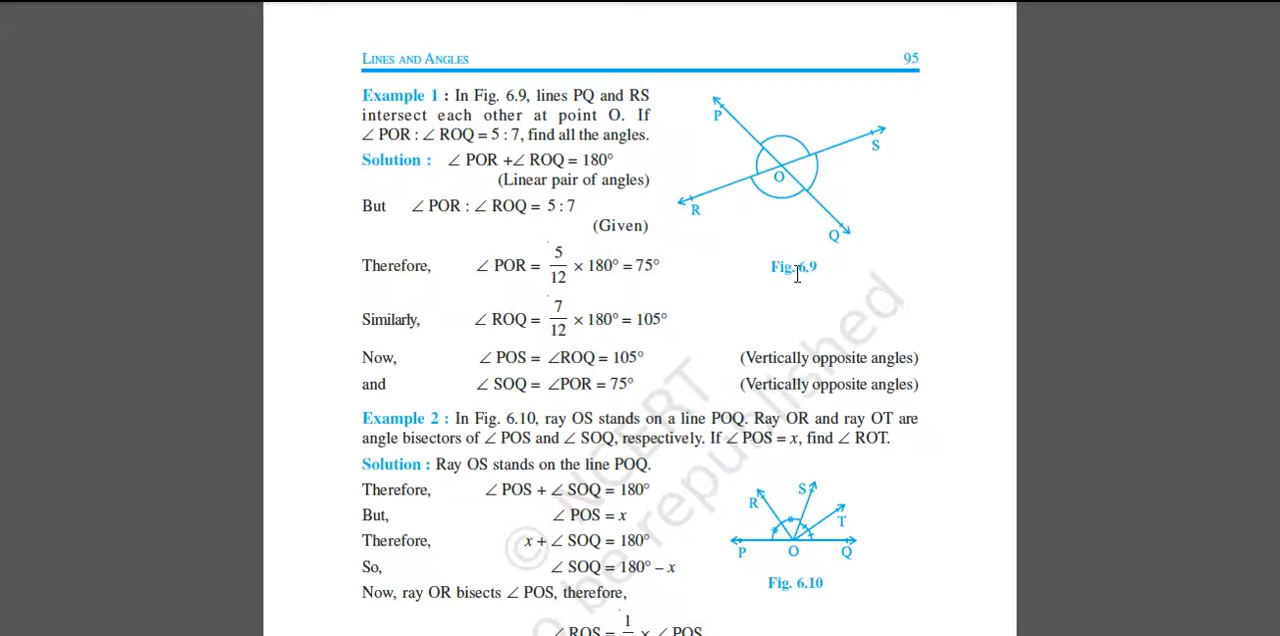 LINES AND ANGLES 95
Example 1 : In Fig. 6.9, lines PQ and RS
intersect each other at point O. If
∠ POR : ∠ ROQ = 5 : 7, find all the angles.
Solution : ∠ POR +∠ ROQ = 180°
(Linear pair of angles)
But ∠ POR : ∠ ROQ = 5 : 7
(Given)
Therefore, ∠ POR = 5/12 × 180° = 75°
Similarly, ∠ ROQ = 7/12 × 180° = 105°
P
S
O
R
Q
Fig. 6.9
Now, ∠ POS = ∠ROQ = 105° (Vertically opposite angles)
and ∠ SOQ = ∠POR = 75° (Vertically opposite angles)
Example 2 : In Fig. 6.10, ray OS stands on a line POQ. Ray OR and ray OT are
angle bisectors of ∠ POS and ∠ SOQ, respectively. If ∠ POS = x, find ∠ ROT.
Solution : Ray OS stands on the line POQ.
Therefore, ∠ POS + ∠ SOQ = 180°
But, ∠ POS = x
Therefore, x + ∠ SOQ = 180°
So, ∠ SOQ = 180° – x
Now, ray OR bisects ∠ POS, therefore,
∠ ROS = 1 × ∠ POS
R
S
T
P
O
Q
Fig. 6.10
© NCERT
be republished